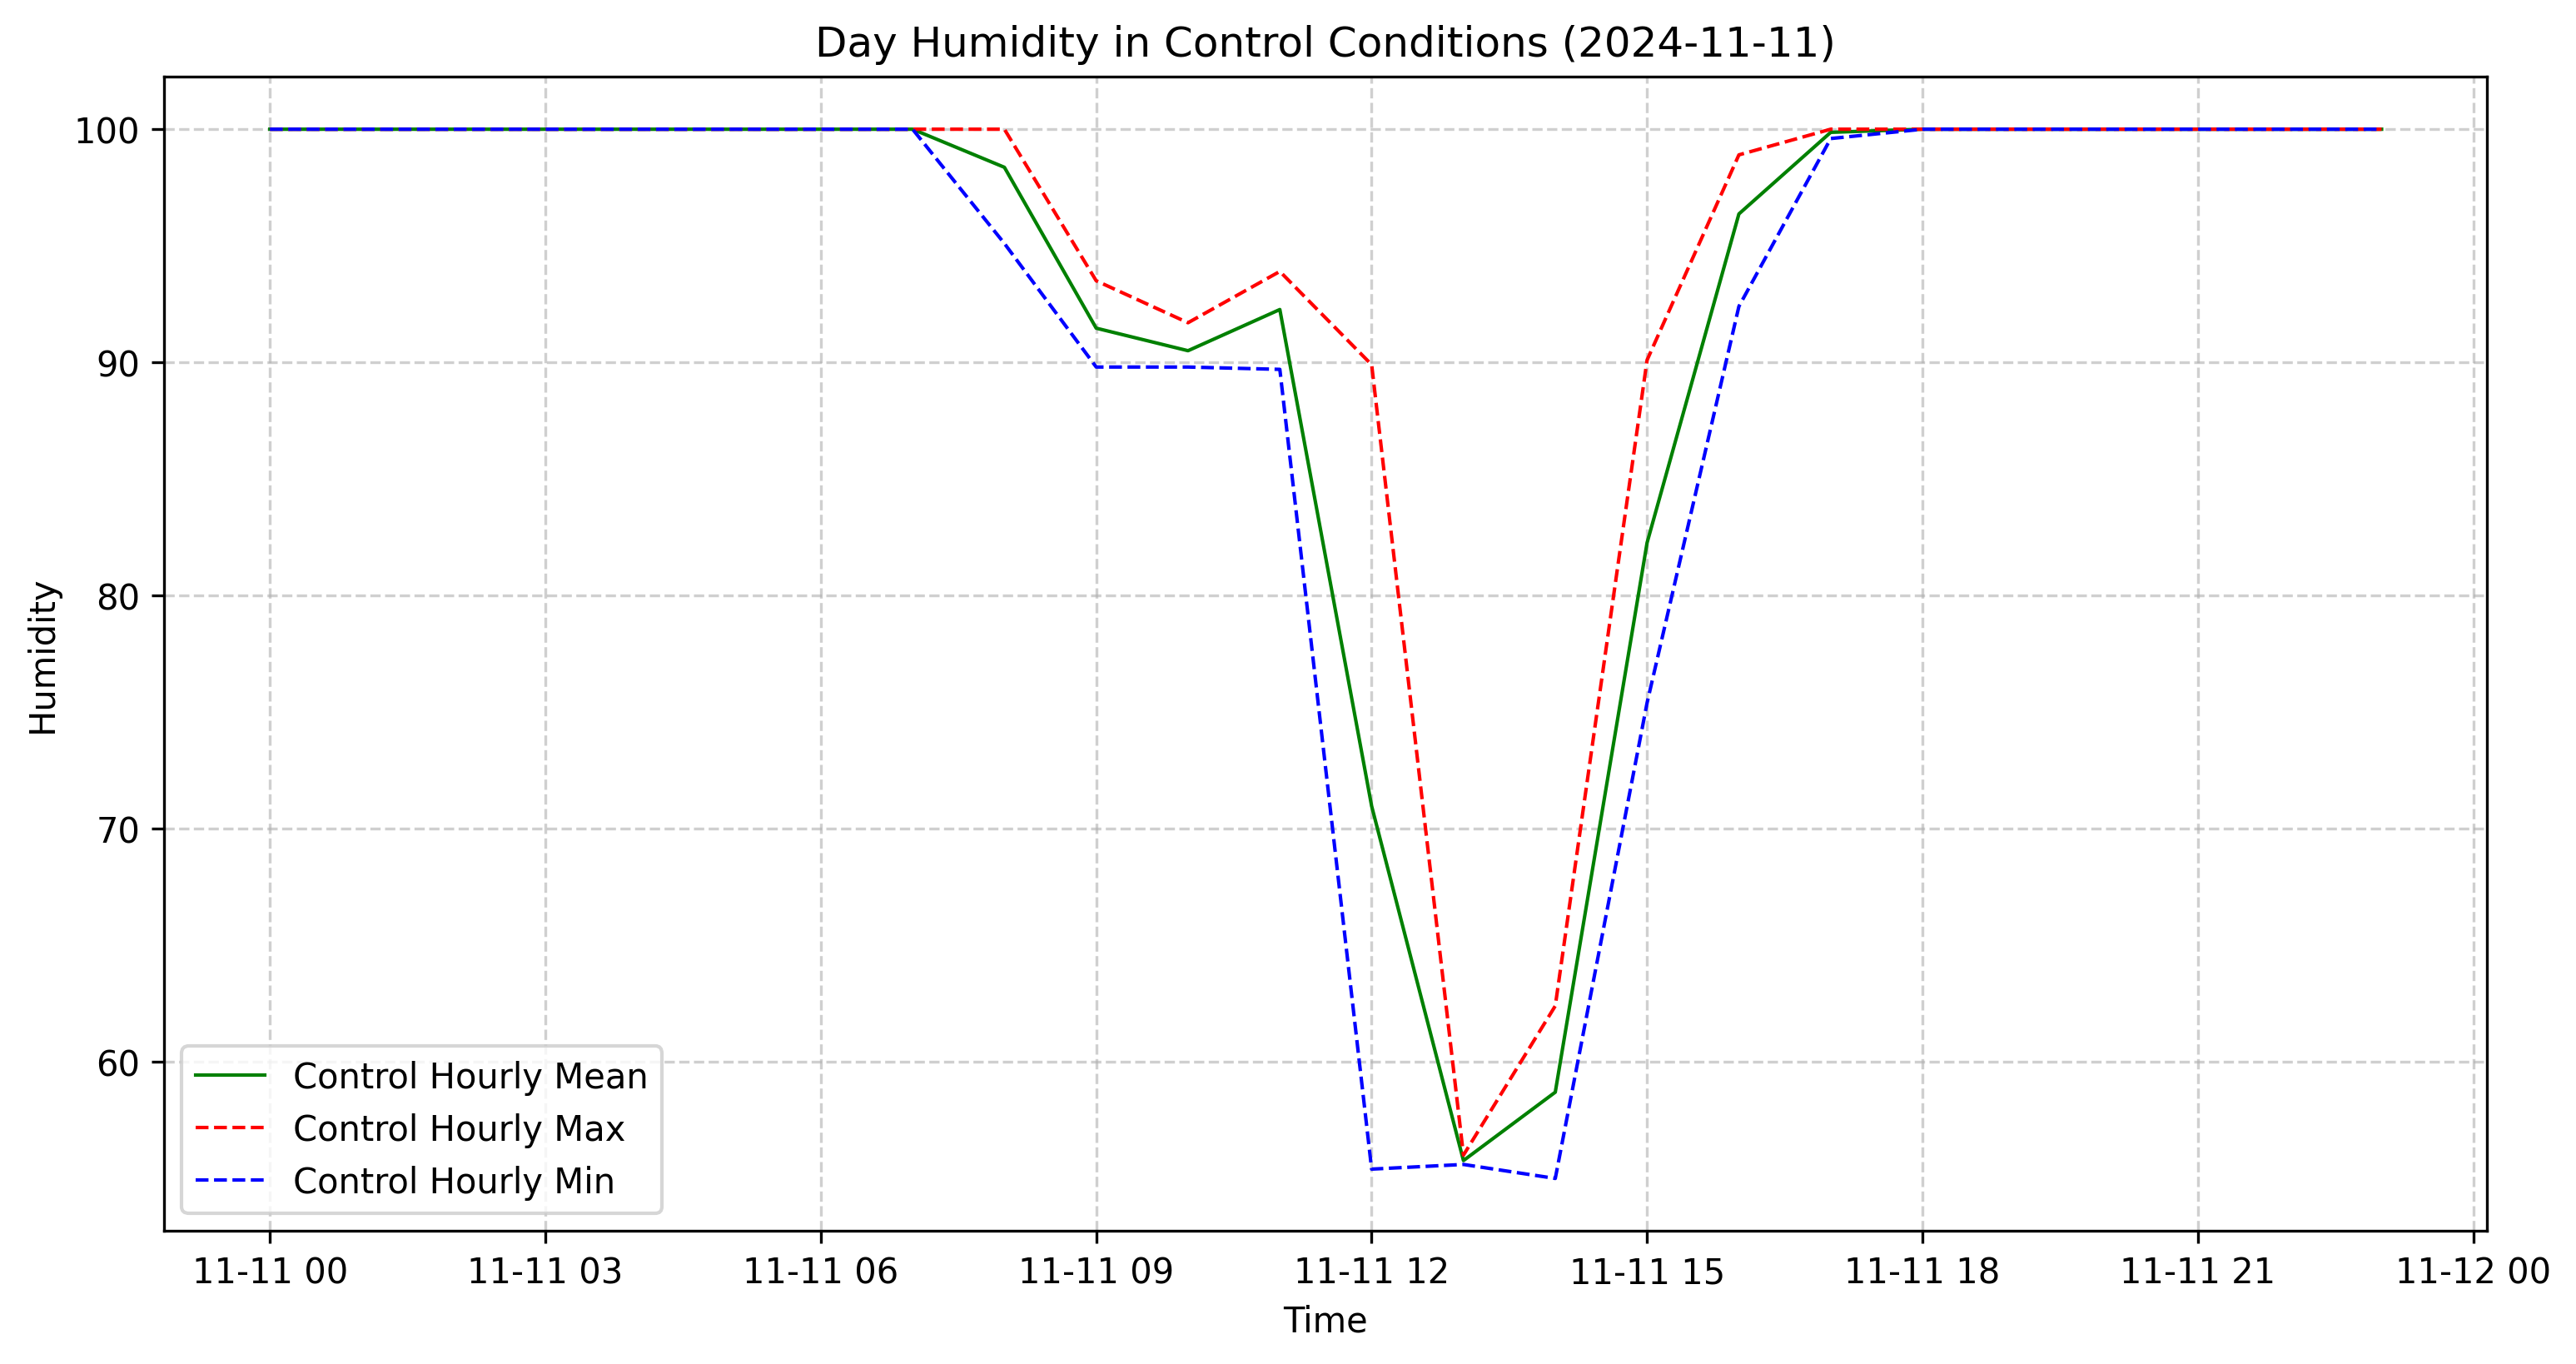 Day Humidity in Control Conditions (2024-11-11)
100
90
80
70
60
Humidity
Control Hourly Mean
Control Hourly Max
Control Hourly Min
11-11 00 11-11 03 11-11 06 11-11 09 11-11 12 11-11 15 11-11 18 11-11 21 11-12 00
Time